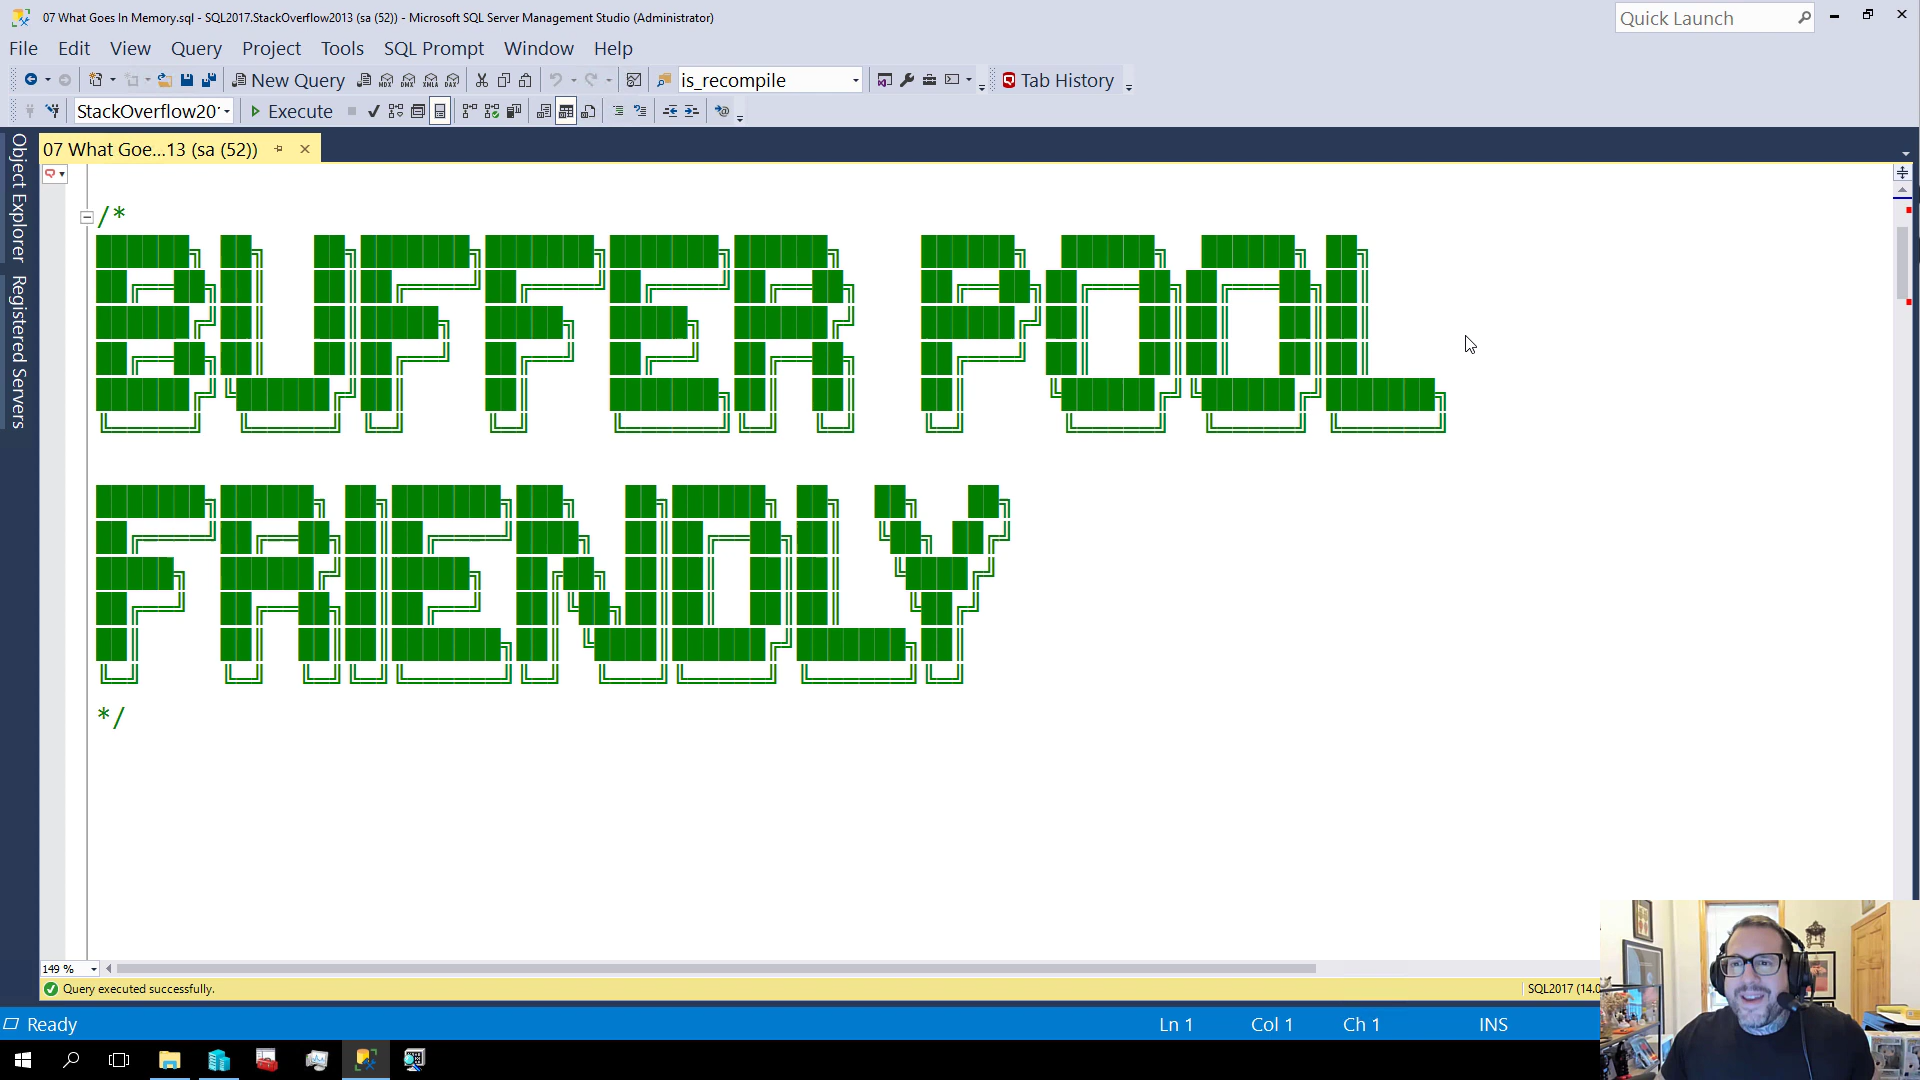 07 What Goes In Memory.sql - SQL2017.StackOverflow2013 (sa (52)) - Microsoft SQL Server Management Studio (Administrator)
Quick Launch
File Edit View Query Project Tools SQL Prompt Window Help
New Query
is_recompile
Tab History
StackOverflow20
Execute
07 What Goe...13 (sa (52))
Object Explorer
Registered Servers
/*
BUFFER POOL
FRIENDLY
*/
149 %
Query executed successfully.
SQL2017 (14.0
Ready
Ln 1
Col 1
Ch 1
INS